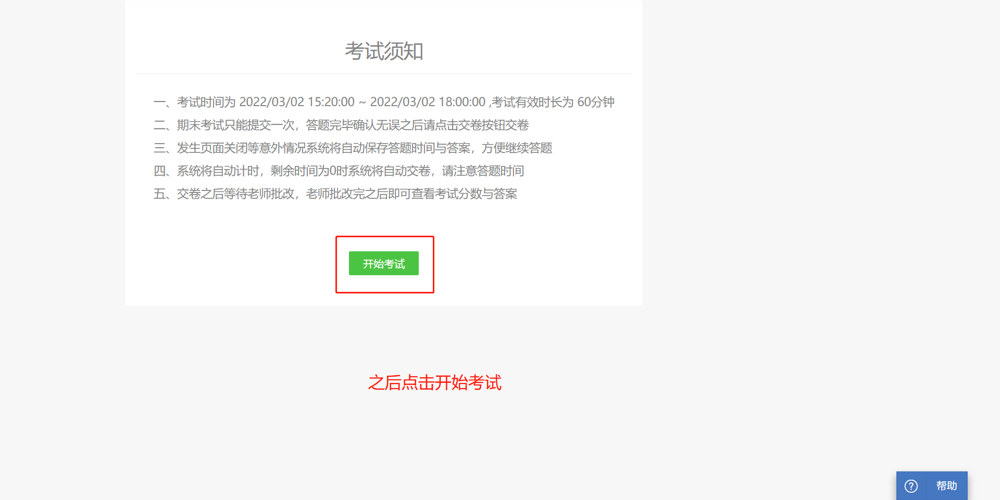 考试须知
一、考试时间为 2022/03/02 15:20:00 ~ 2022/03/02 18:00:00 ,考试有效时长为 60分钟
二、期末考试只能提交一次，答题完毕确认无误之后请点击交卷按钮交卷
三、发生页面关闭等意外情况系统将自动保存答题时间与答案，方便继续答题
四、系统将自动计时，剩余时间为0时系统将自动交卷，请注意答题时间
五、交卷之后等待老师批改，老师批改完之后即可查看考试分数与答案
开始考试
之后点击开始考试
? 帮助